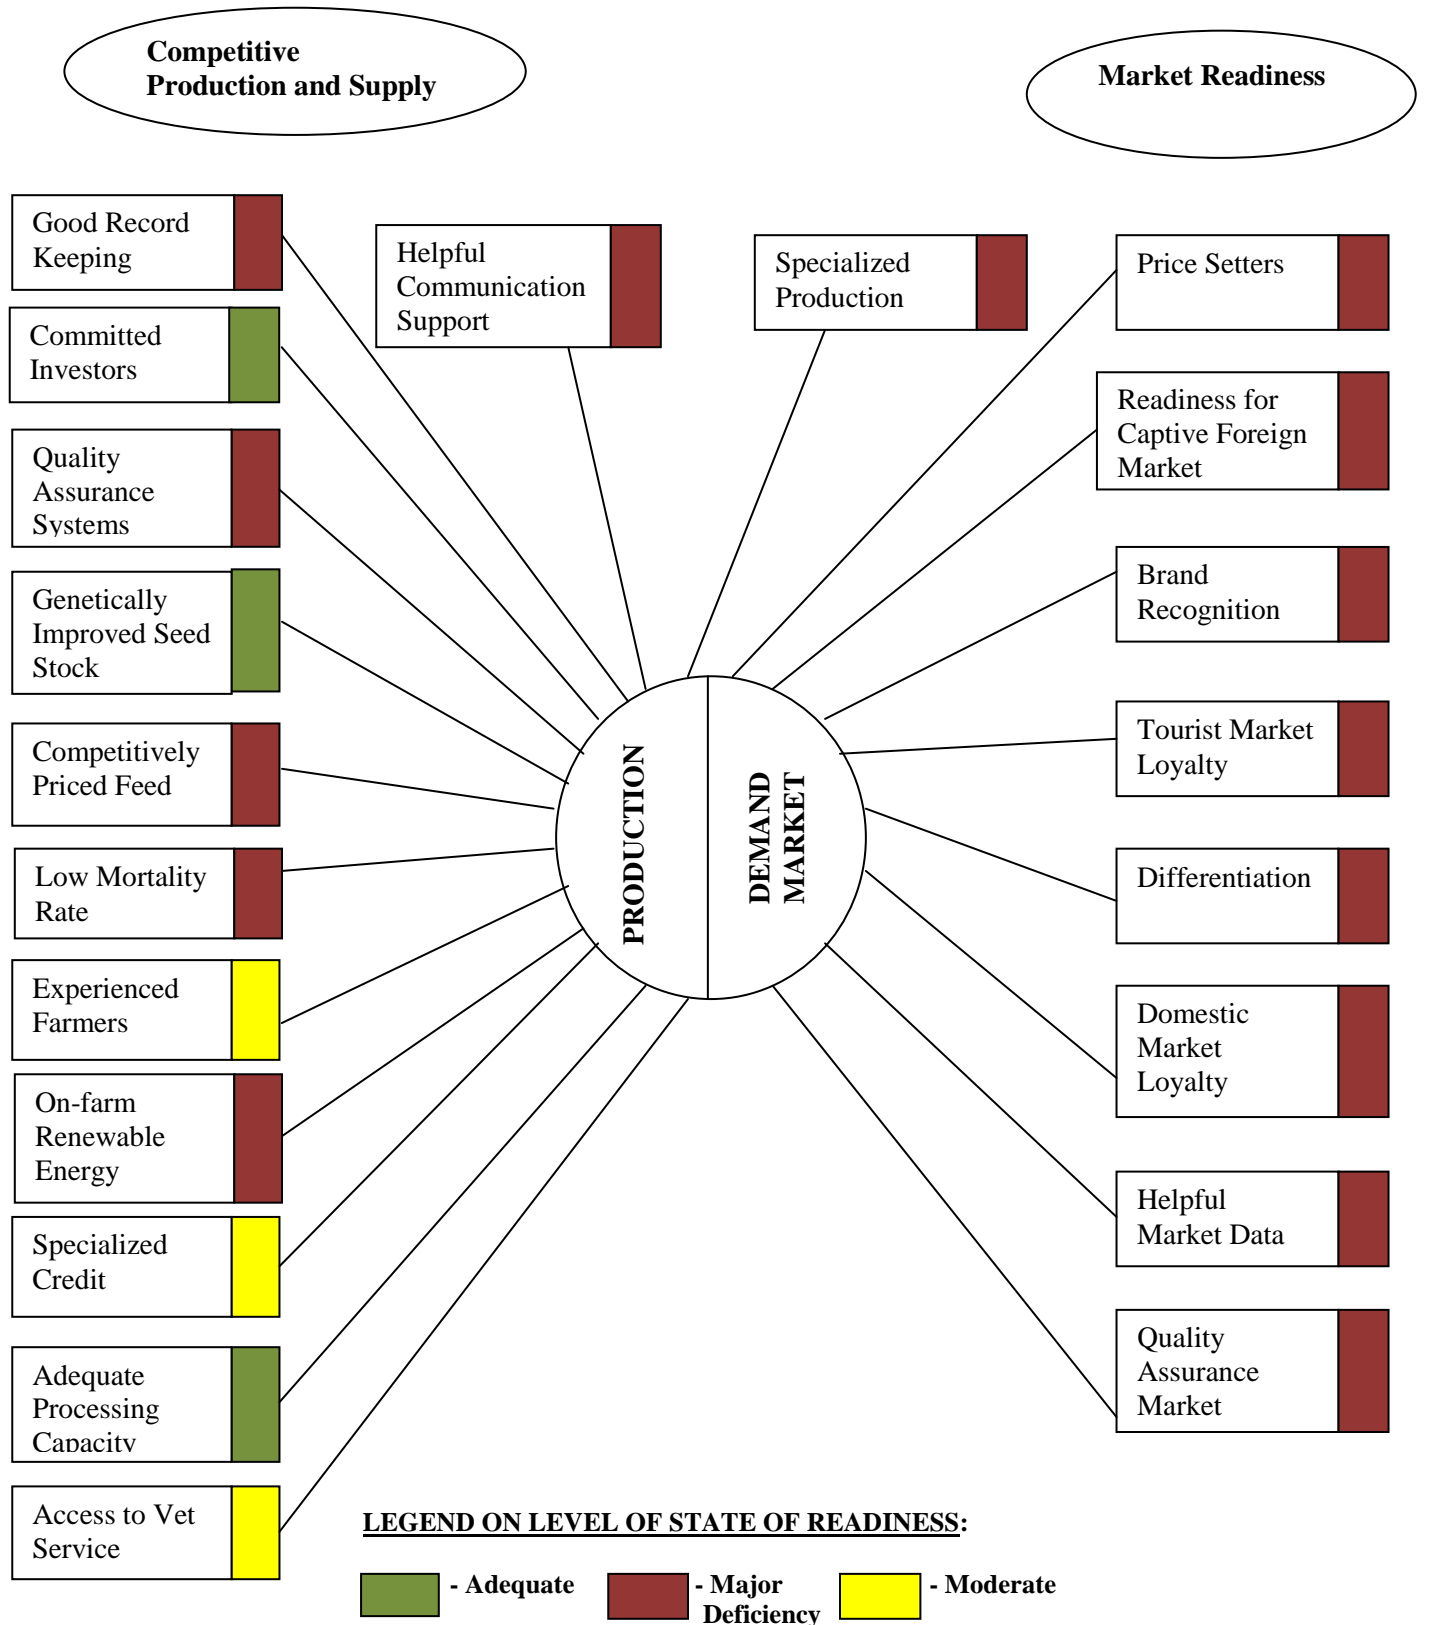 Competitive
Production and Supply
Market Readiness
Good Record
Keeping
Committed
Investors
Quality
Assurance
Systems
Genetically
Improved Seed
Stock
Competitively
Priced Feed
Low Mortality
Rate
Experienced
Farmers
On-farm
Renewable
Energy
Specialized
Credit
Adequate
Processing
Capacity
Access to Vet
Service
Helpful
Communication
Support
Specialized
Production
Price Setters
Readiness for
Captive Foreign
Market
Brand
Recognition
Tourist Market
Loyalty
Differentiation
Domestic
Market
Loyalty
Helpful
Market Data
Quality
Assurance
Market
PRODUCTION
DEMAND
MARKET
LEGEND ON LEVEL OF STATE OF READINESS:
- Adequate
- Major
Deficiency
- Moderate